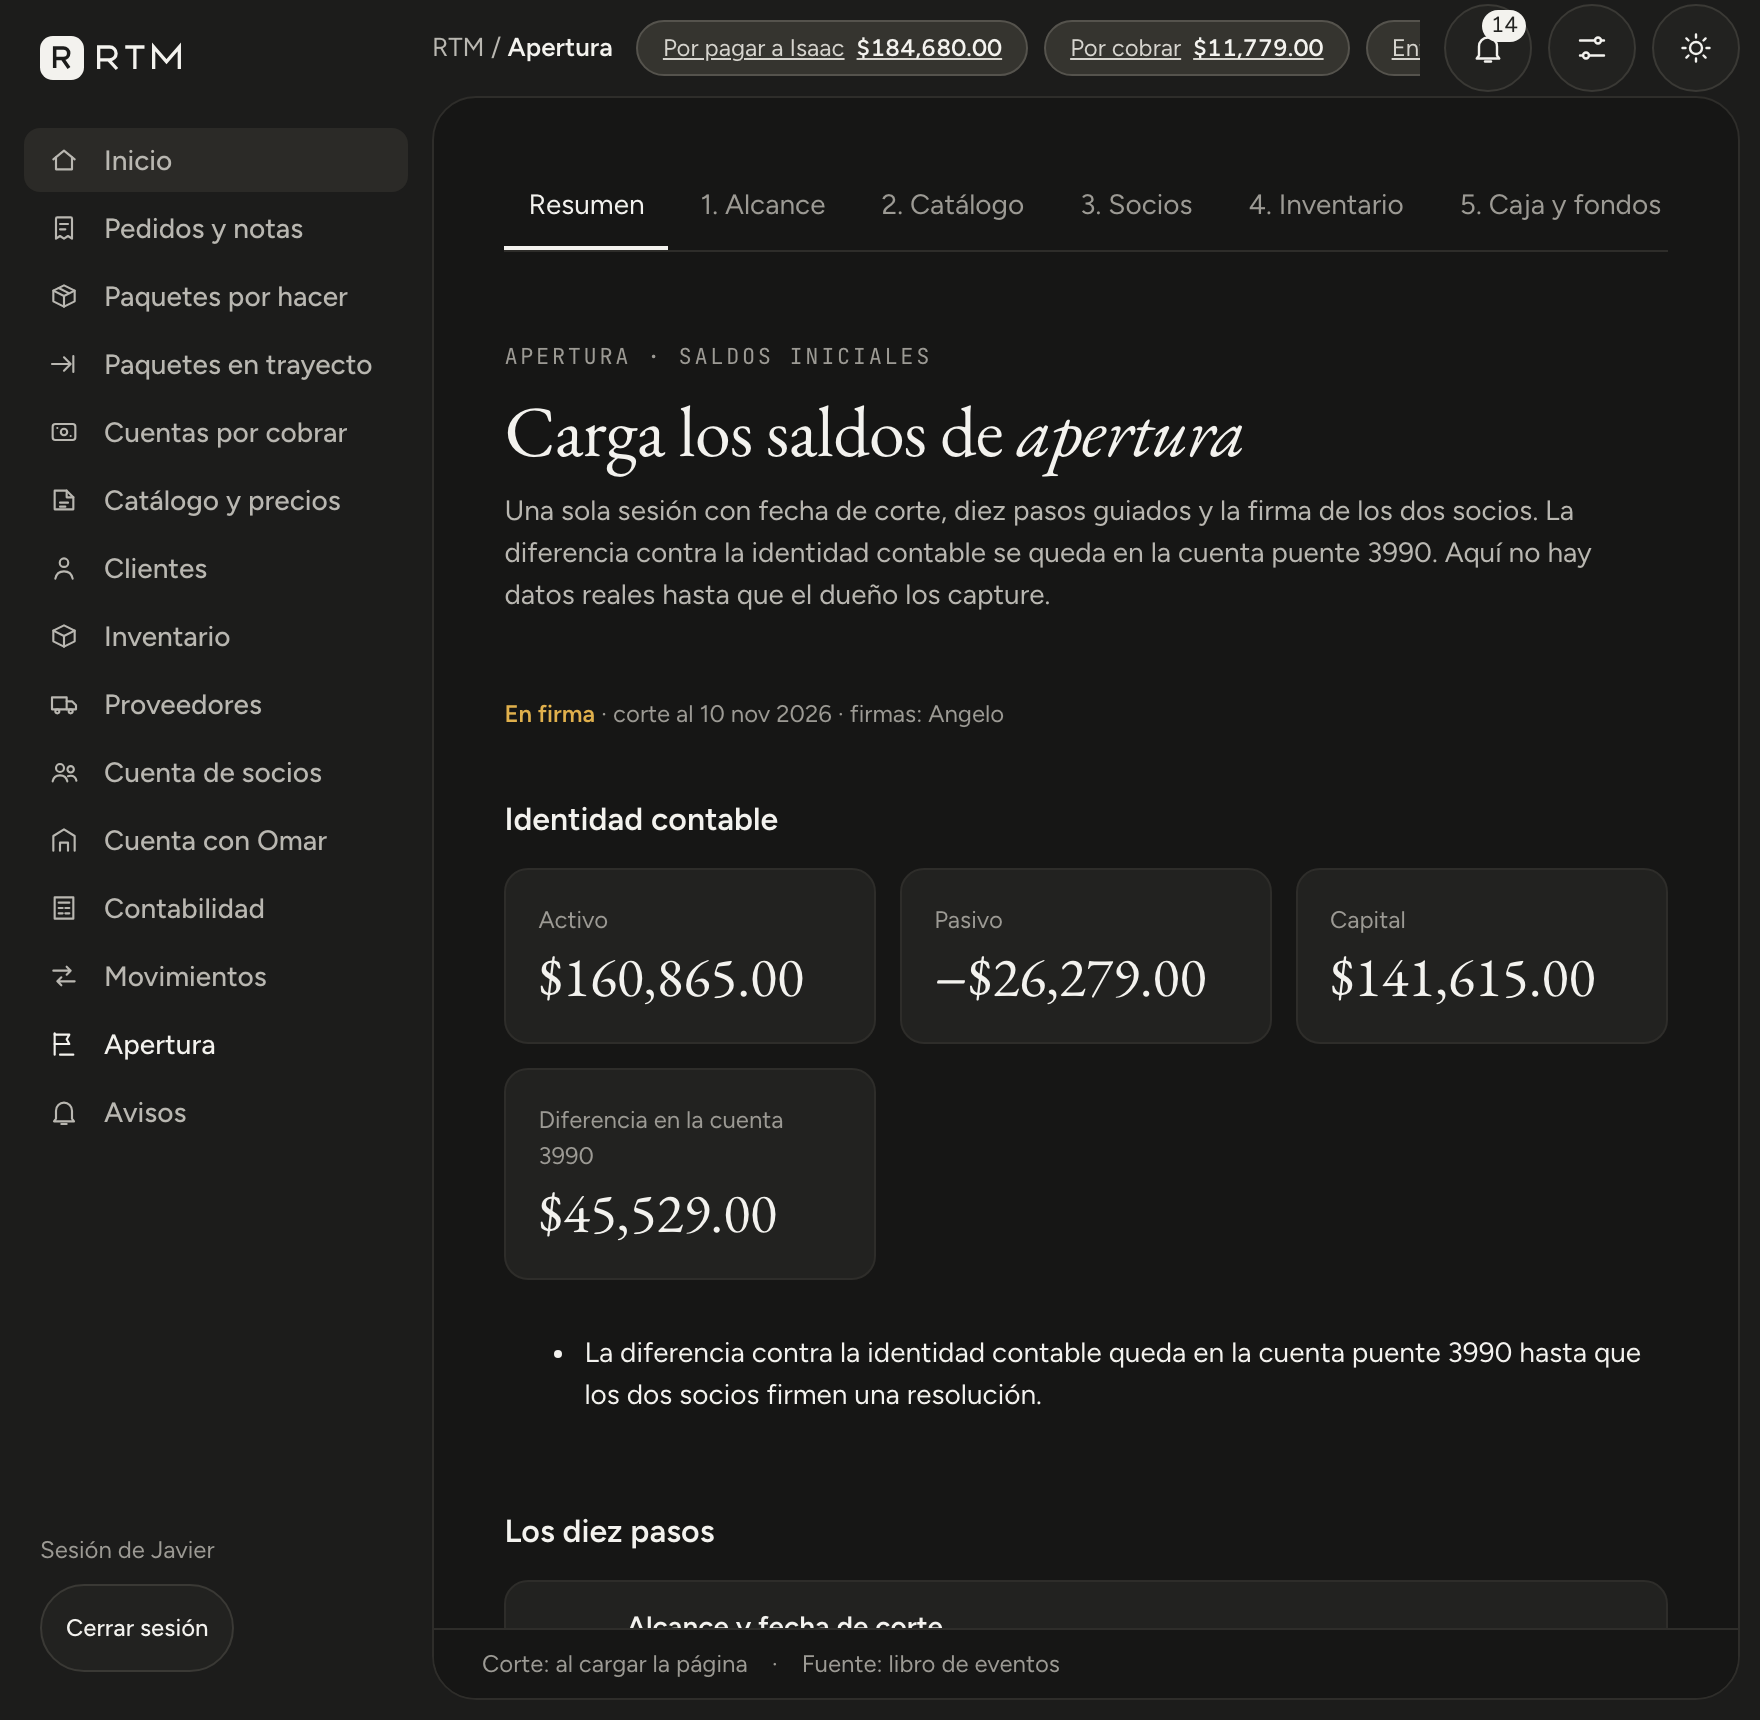 R RTM
Inicio
Pedidos y notas
Paquetes por hacer
Paquetes en trayecto
Cuentas por cobrar
Catálogo y precios
Clientes
Inventario
Proveedores
Cuenta de socios
Cuenta con Omar
Contabilidad
Movimientos
Apertura
Avisos
Sesión de Javier
Cerrar sesión
RTM / Apertura Por pagar a Isaac $184,680.00 Por cobrar $11,779.00 En 14
Resumen 1. Alcance 2. Catálogo 3. Socios 4. Inventario 5. Caja y fondos
APERTURA · SALDOS INICIALES
Carga los saldos de apertura
Una sola sesión con fecha de corte, diez pasos guiados y la firma de los dos socios. La
diferencia contra la identidad contable se queda en la cuenta puente 3990. Aquí no hay
datos reales hasta que el dueño los capture.
En firma · corte al 10 nov 2026 · firmas: Angelo
Identidad contable
Activo
$160,865.00
Pasivo
–$26,279.00
Capital
$141,615.00
Diferencia en la cuenta
3990
$45,529.00
• La diferencia contra la identidad contable queda en la cuenta puente 3990 hasta que
los dos socios firmen una resolución.
Los diez pasos
Alcance y fecha de corte
Corte: al cargar la página · Fuente: libro de eventos